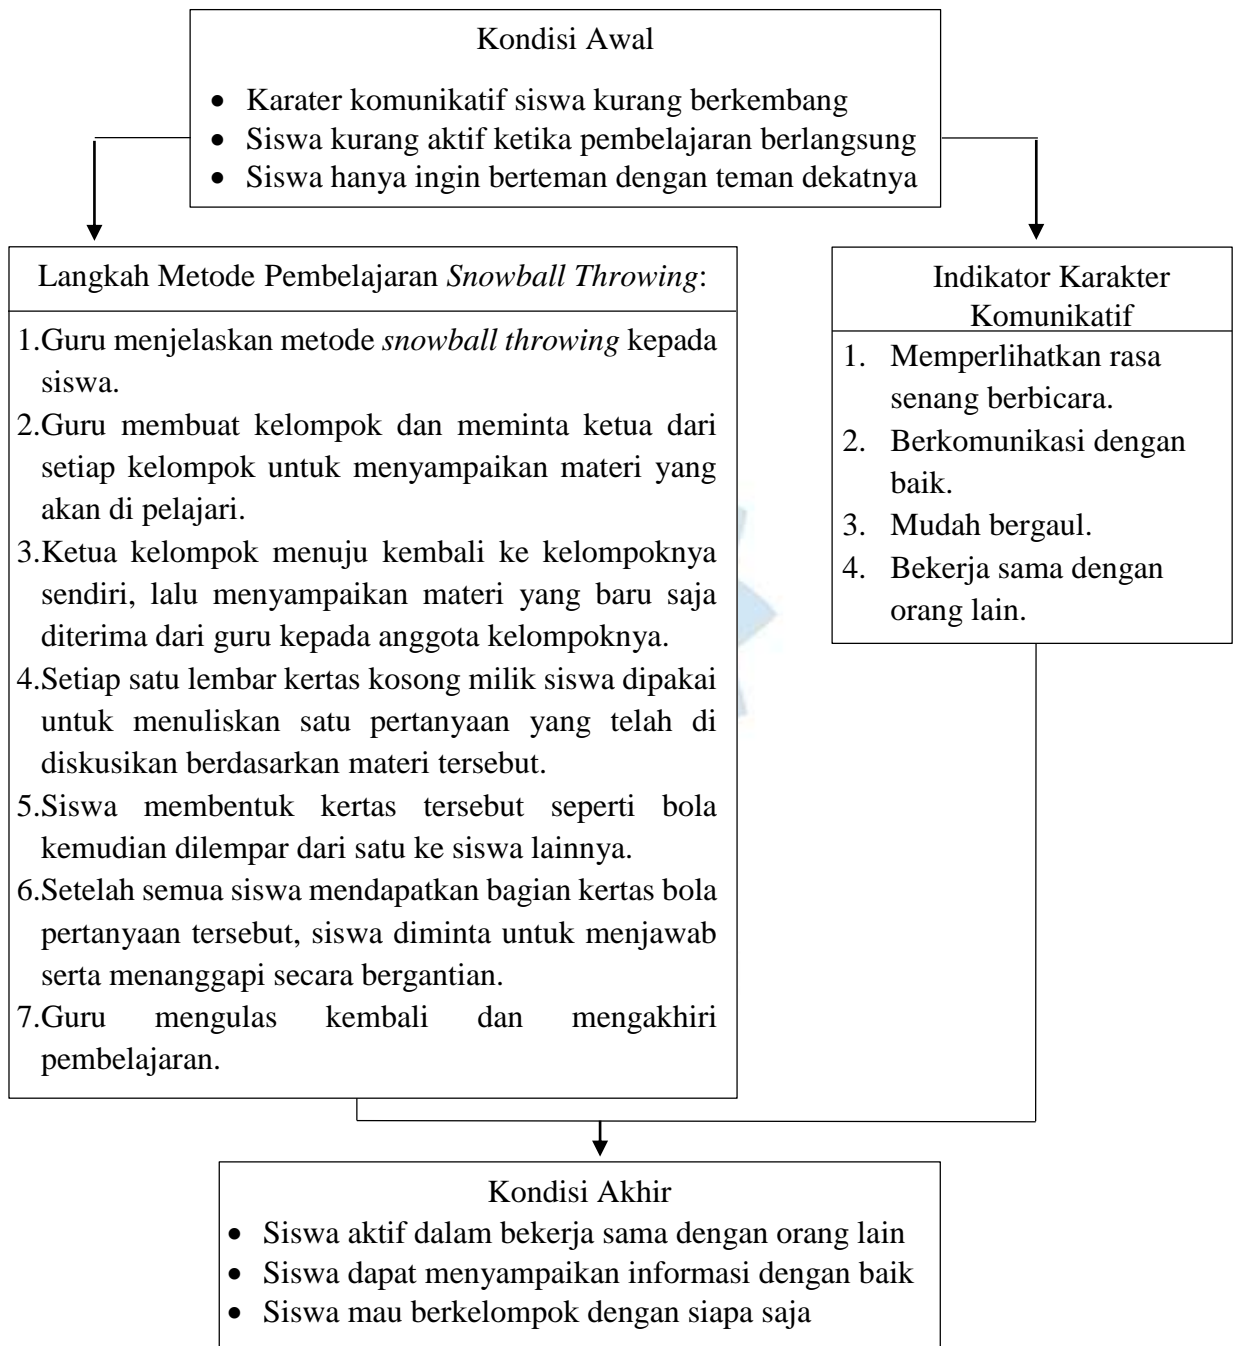 Kondisi Awal
• Karater komunikatif siswa kurang berkembang
• Siswa kurang aktif ketika pembelajaran berlangsung
• Siswa hanya ingin berteman dengan teman dekatnya
Langkah Metode Pembelajaran Snowball Throwing:
1.Guru menjelaskan metode snowball throwing kepada
siswa.
2.Guru membuat kelompok dan meminta ketua dari
setiap kelompok untuk menyampaikan materi yang
akan di pelajari.
3.Ketua kelompok menuju kembali ke kelompoknya
sendiri, lalu menyampaikan materi yang baru saja
diterima dari guru kepada anggota kelompoknya.
4.Setiap satu lembar kertas kosong milik siswa dipakai
untuk menuliskan satu pertanyaan yang telah di
diskusikan berdasarkan materi tersebut.
5.Siswa membentuk kertas tersebut seperti bola
kemudian dilempar dari satu ke siswa lainnya.
6.Setelah semua siswa mendapatkan bagian kertas bola
pertanyaan tersebut, siswa diminta untuk menjawab
serta menanggapi secara bergantian.
7.Guru mengulas kembali dan mengakhiri
pembelajaran.
Indikator Karakter
Komunikatif
1. Memperlihatkan rasa
senang berbicara.
2. Berkomunikasi dengan
baik.
3. Mudah bergaul.
4. Bekerja sama dengan
orang lain.
Kondisi Akhir
• Siswa aktif dalam bekerja sama dengan orang lain
• Siswa dapat menyampaikan informasi dengan baik
• Siswa mau berkelompok dengan siapa saja